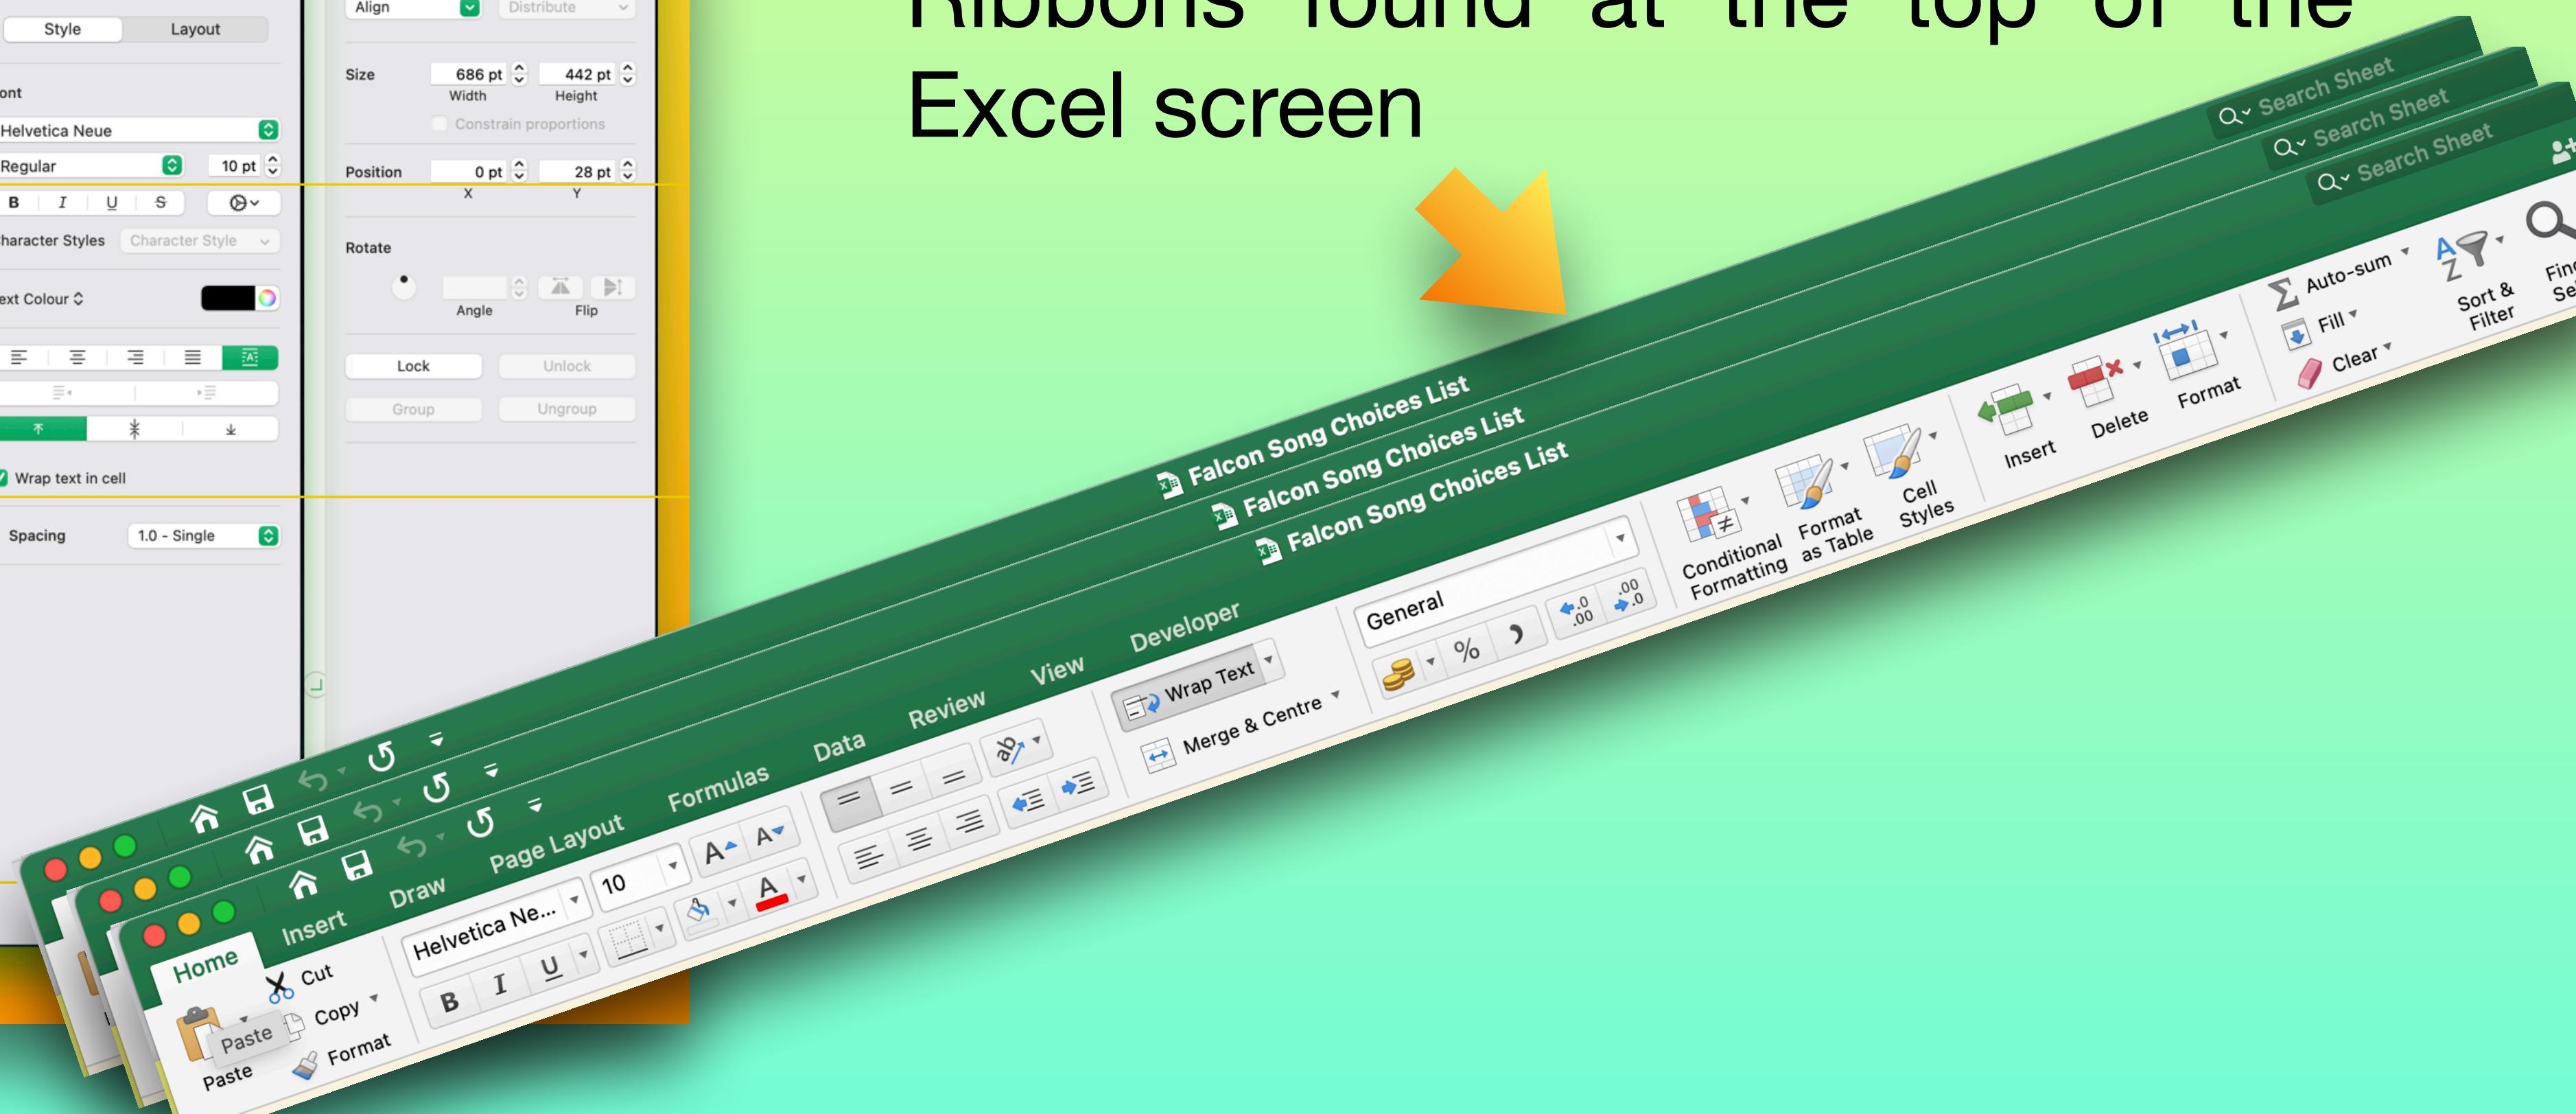 Style Layout
ont
Helvetica Neue
Regular 10 pt
B I U S
haracter Styles Character Style
ext Colour
Wrap text in cell
Spacing 1.0 - Single
Align Distribute
Size 686 pt 442 pt
Width Height
Constrain proportions
Position 0 pt 28 pt
X Y
Rotate
Angle Flip
Lock Unlock
Group Ungroup
Ribbons found at the top of the
Excel screen
Search Sheet
Search Sheet
Search Sheet
Falcon Song Choices List
Falcon Song Choices List
Falcon Song Choices List
Home Insert Draw Page Layout Formulas Data Review View Developer
Paste
Paste
Cut
Copy
Format
Helvetica Ne... 10 A A
B I U A
ab
Wrap Text
Merge & Centre
General
% .0 .00 .00 .0
Conditional
Formatting
Format
as Table
Cell
Styles
Insert
Delete
Format
Auto-sum
Fill
Clear
A
Z
Sort &
Filter
Fin
Se